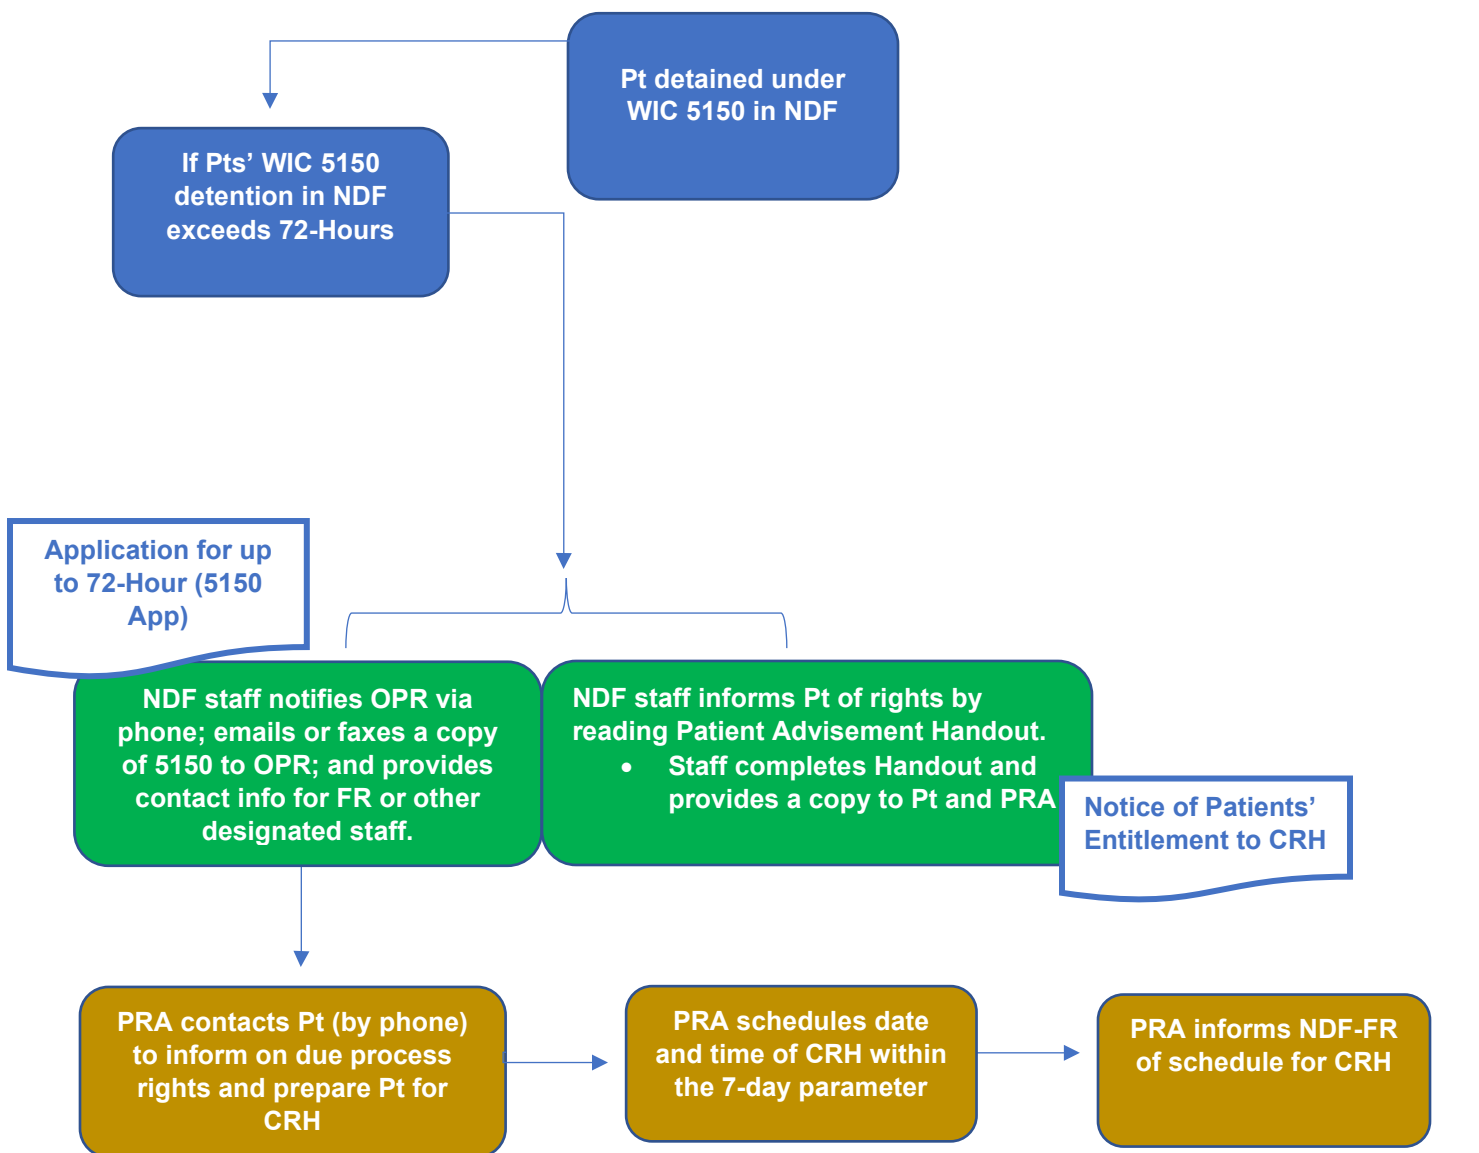 Pt detained under
WIC 5150 in NDF
If Pts’ WIC 5150
detention in NDF
exceeds 72-Hours
Application for up
to 72-Hour (5150
App)
NDF staff notifies OPR via
phone; emails or faxes a copy
of 5150 to OPR; and provides
contact info for FR or other
designated staff.
NDF staff informs Pt of rights by
reading Patient Advisement Handout.
• Staff completes Handout and
provides a copy to Pt and PRA
Notice of Patients’
Entitlement to CRH
PRA contacts Pt (by phone)
to inform on due process
rights and prepare Pt for
CRH
PRA schedules date
and time of CRH within
the 7-day parameter
PRA informs NDF-FR
of schedule for CRH